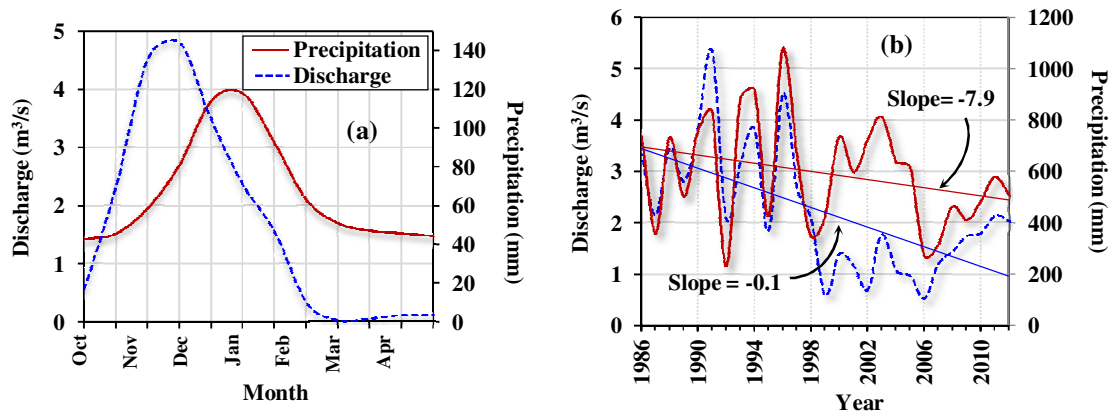 Precipitation
Discharge
(a)
5
4
3
2
1
0
140
120
100
80
60
40
20
0
Discharge (m³/s)
Precipitation (mm)
Oct
Nov
Dec
Jan
Feb
Mar
Apr
Month
(b)
Slope= -7.9
Slope = -0.1
6
5
4
3
2
1
0
1200
1000
800
600
400
200
0
Discharge (m³/s)
Precipitation (mm)
1986
1990
1994
1998
2002
2006
2010
Year